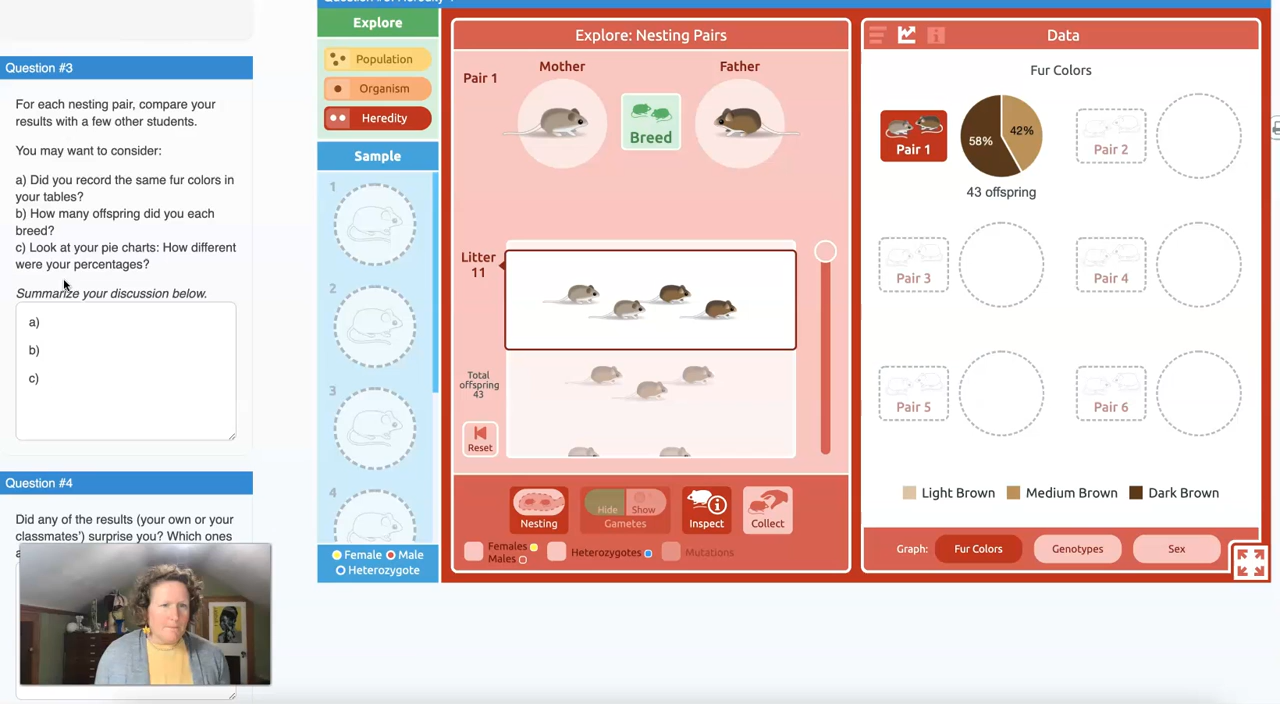 Question #3
For each nesting pair, compare your
results with a few other students.
You may want to consider:
a) Did you record the same fur colors in
your tables?
b) How many offspring did you each
breed?
c) Look at your pie charts: How different
were your percentages?
Summarize your discussion below.
a)
b)
c)
Question #4
Did any of the results (your own or your
classmates') surprise you? Which ones
Explore
Population
Organism
Heredity
Sample
1
2
3
4
Female
Male
Heterozygote
Explore: Nesting Pairs
Pair 1
Mother
Father
Breed
Litter
11
Total
offspring
43
Reset
Nesting
Hide
Show
Gametes
Inspect
Collect
Females
Males
Heterozygotes
Mutations
Data
Fur Colors
Pair 1
58%
42%
43 offspring
Pair 2
Pair 3
Pair 4
Pair 5
Pair 6
Light Brown
Medium Brown
Dark Brown
Graph:
Fur Colors
Genotypes
Sex